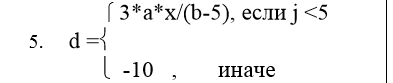 3*a*x/(b-5), если j <5
5. d =
-10 , иначе